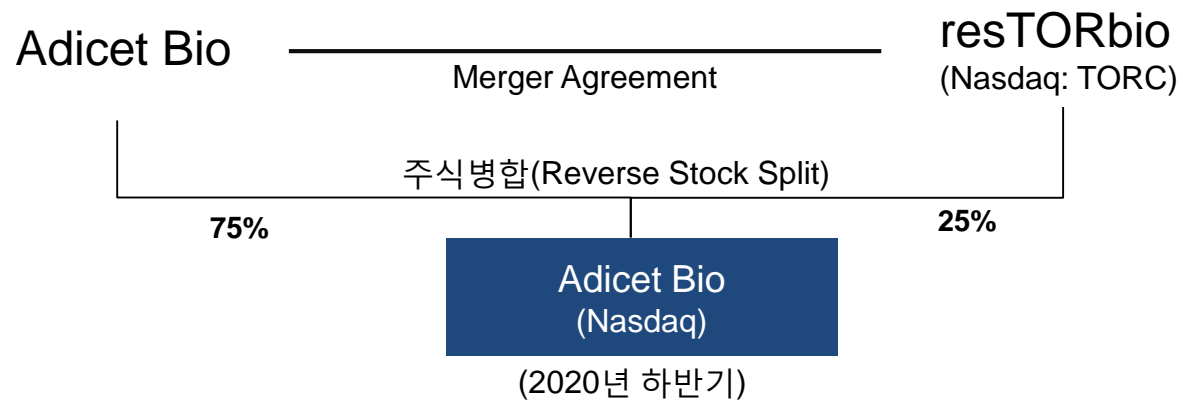 Adicet Bio
resTORbio
(Nasdaq: TORC)
Merger Agreement
주식병합(Reverse Stock Split)
75%
25%
Adicet Bio
(Nasdaq)
(2020년 하반기)